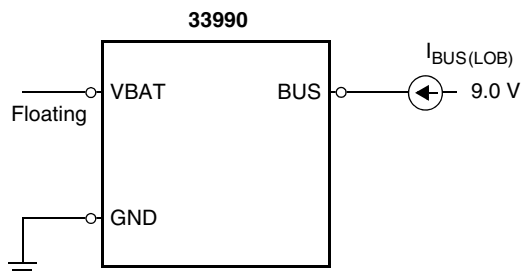 33990
I_BUS(LOB)
VBAT
BUS
9.0 V
Floating
GND